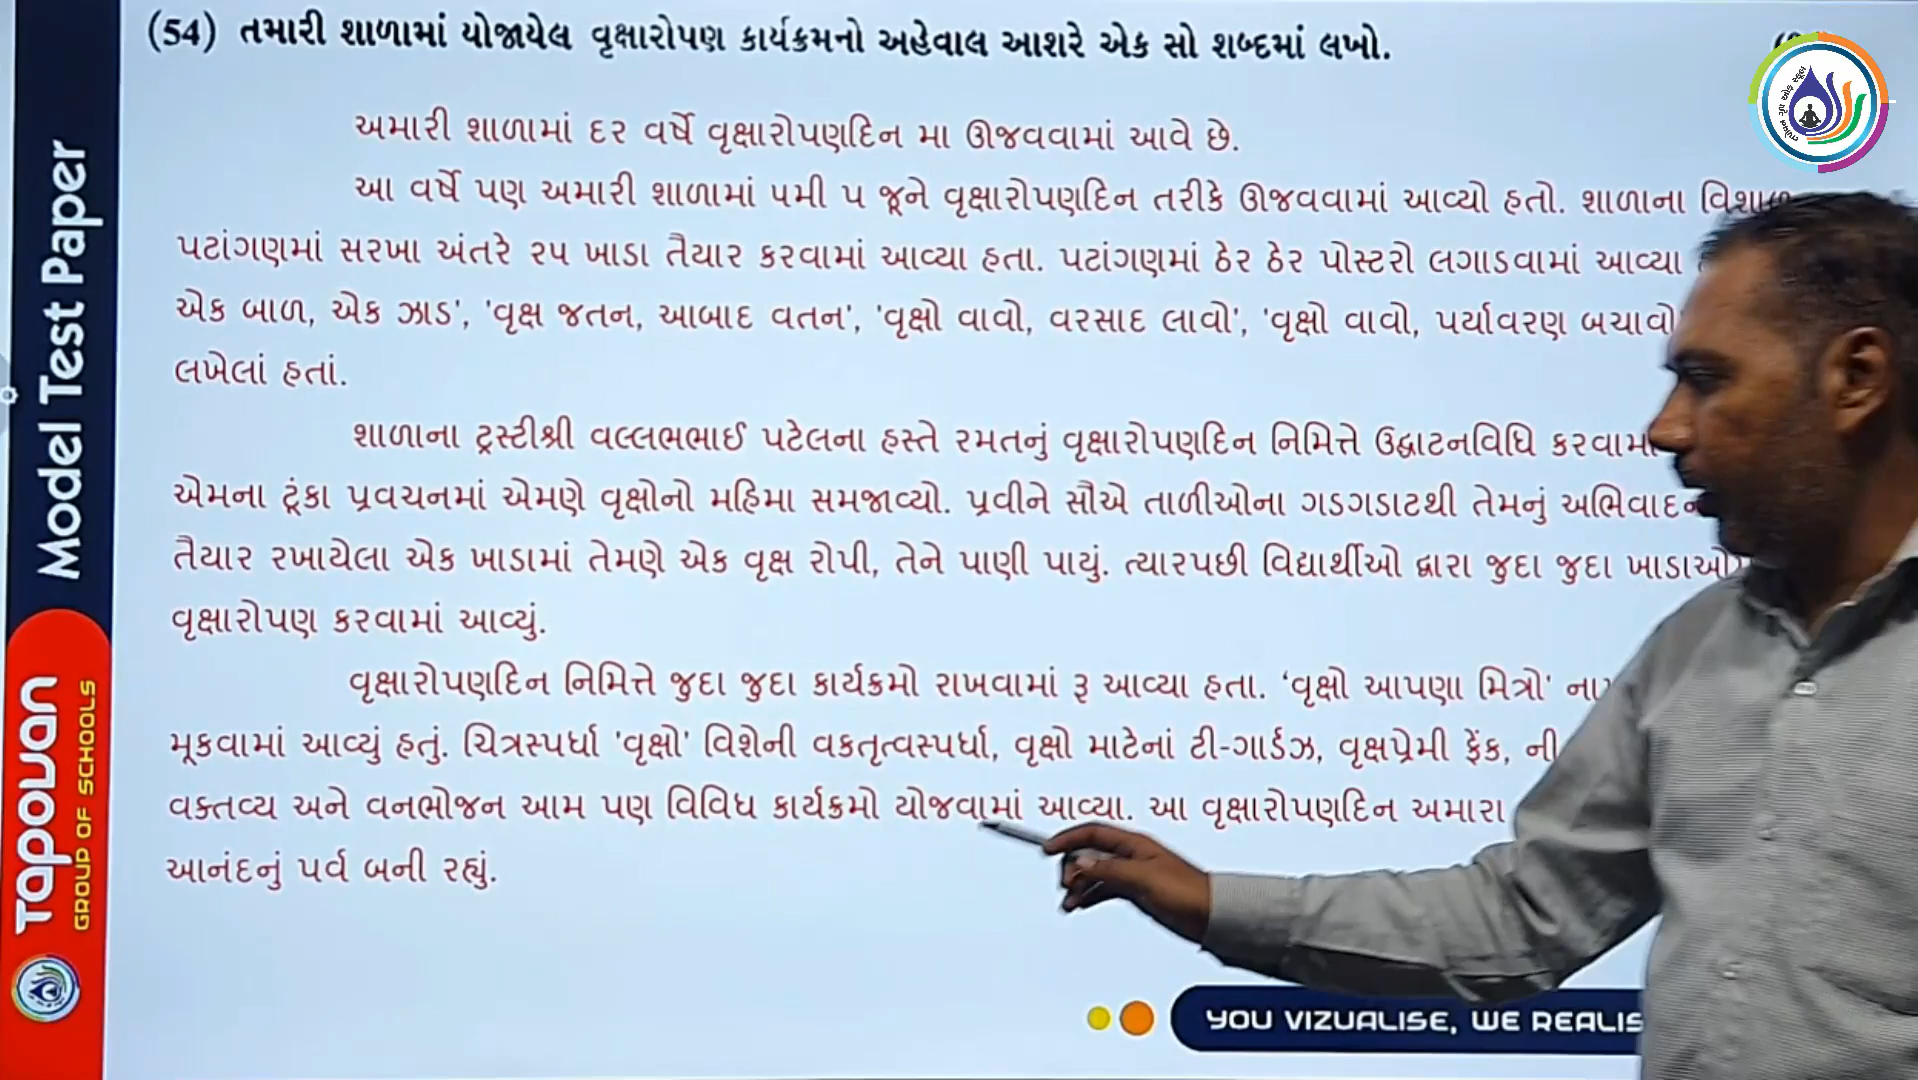 (54) તમારી શાળામાં યોજાયેલ વૃક્ષારોપણ કાર્યક્રમનો અહેવાલ આશરે એક સો શબ્દમાં લખો.
અમારી શાળામાં દર વર્ષે વૃક્ષારોપણદિન મા ઊજવવામાં આવે છે.
આ વર્ષે પણ અમારી શાળામાં ૫મી ૫ જૂને વૃક્ષારોપણદિન તરીકે ઊજવવામાં આવ્યો હતો. શાળાના વિશાળ
પટાંગણમાં સરખા અંતરે ૨૫ ખાડા તૈયાર કરવામાં આવ્યા હતા. પટાંગણમાં ઠેર ઠેર પોસ્ટરો લગાડવામાં આવ્યા
એક બાળ, એક ઝાડ', 'વૃક્ષ જતન, આબાદ વતન', 'વૃક્ષો વાવો, વરસાદ લાવો', 'વૃક્ષો વાવો, પર્યાવરણ બચાવો'
લખેલાં હતાં.
શાળાના ટ્રસ્ટીશ્રી વલ્લભભાઈ પટેલના હસ્તે રમતનું વૃક્ષારોપણદિન નિમિત્તે ઉદ્ઘાટનવિધિ
એમના ટૂંકા પ્રવચનમાં એમણે વૃક્ષોનો મહિમા સમજાવ્યો. પ્રવીને સૌએ તાળીઓના ગડગડાટથી તેમનું અભિવાદન
તૈયાર રખાયેલા એક ખાડામાં તેમણે એક વૃક્ષ રોપી, તેને પાણી પાયું. ત્યારપછી વિદ્યાર્થીઓ દ્વારા જુદા જુદા
વૃક્ષારોપણ કરવામાં આવ્યું.
વૃક્ષારોપણદિન નિમિત્તે જુદા જુદા કાર્યક્રમો રાખવામાં રૂ આવ્યા હતા. 'વૃક્ષો આપણા મિત્રો'
મૂકવામાં આવ્યું હતું. ચિત્રસ્પર્ધા 'વૃક્ષો' વિશેની વકતૃત્વસ્પર્ધા, વૃક્ષો માટેનાં ટી-ગાર્ડઝ, વૃક્ષપ્રેમી ફ્રેંક,
વક્તવ્ય અને વનભોજન આમ પણ વિવિધ કાર્યક્રમો યોજવામાં આવ્યા. આ વૃક્ષારોપણદિન અમારા
આનંદનું પર્વ બની રહ્યું.
Model Test Paper
Tapovan
GROUP OF SCHOOLS
YOU VIZUALISE, WE